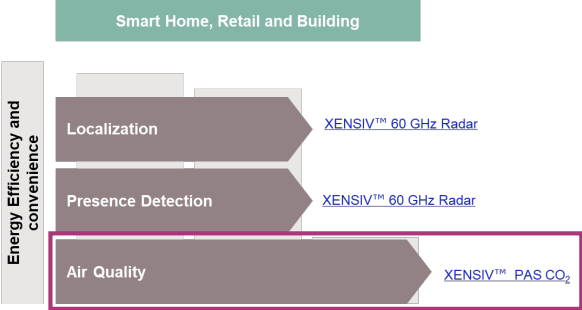 Smart Home, Retail and Building
Energy Efficiency and
convenience
Localization
XENSIV™ 60 GHz Radar
Presence Detection
XENSIV™ 60 GHz Radar
Air Quality
XENSIV™ PAS CO₂